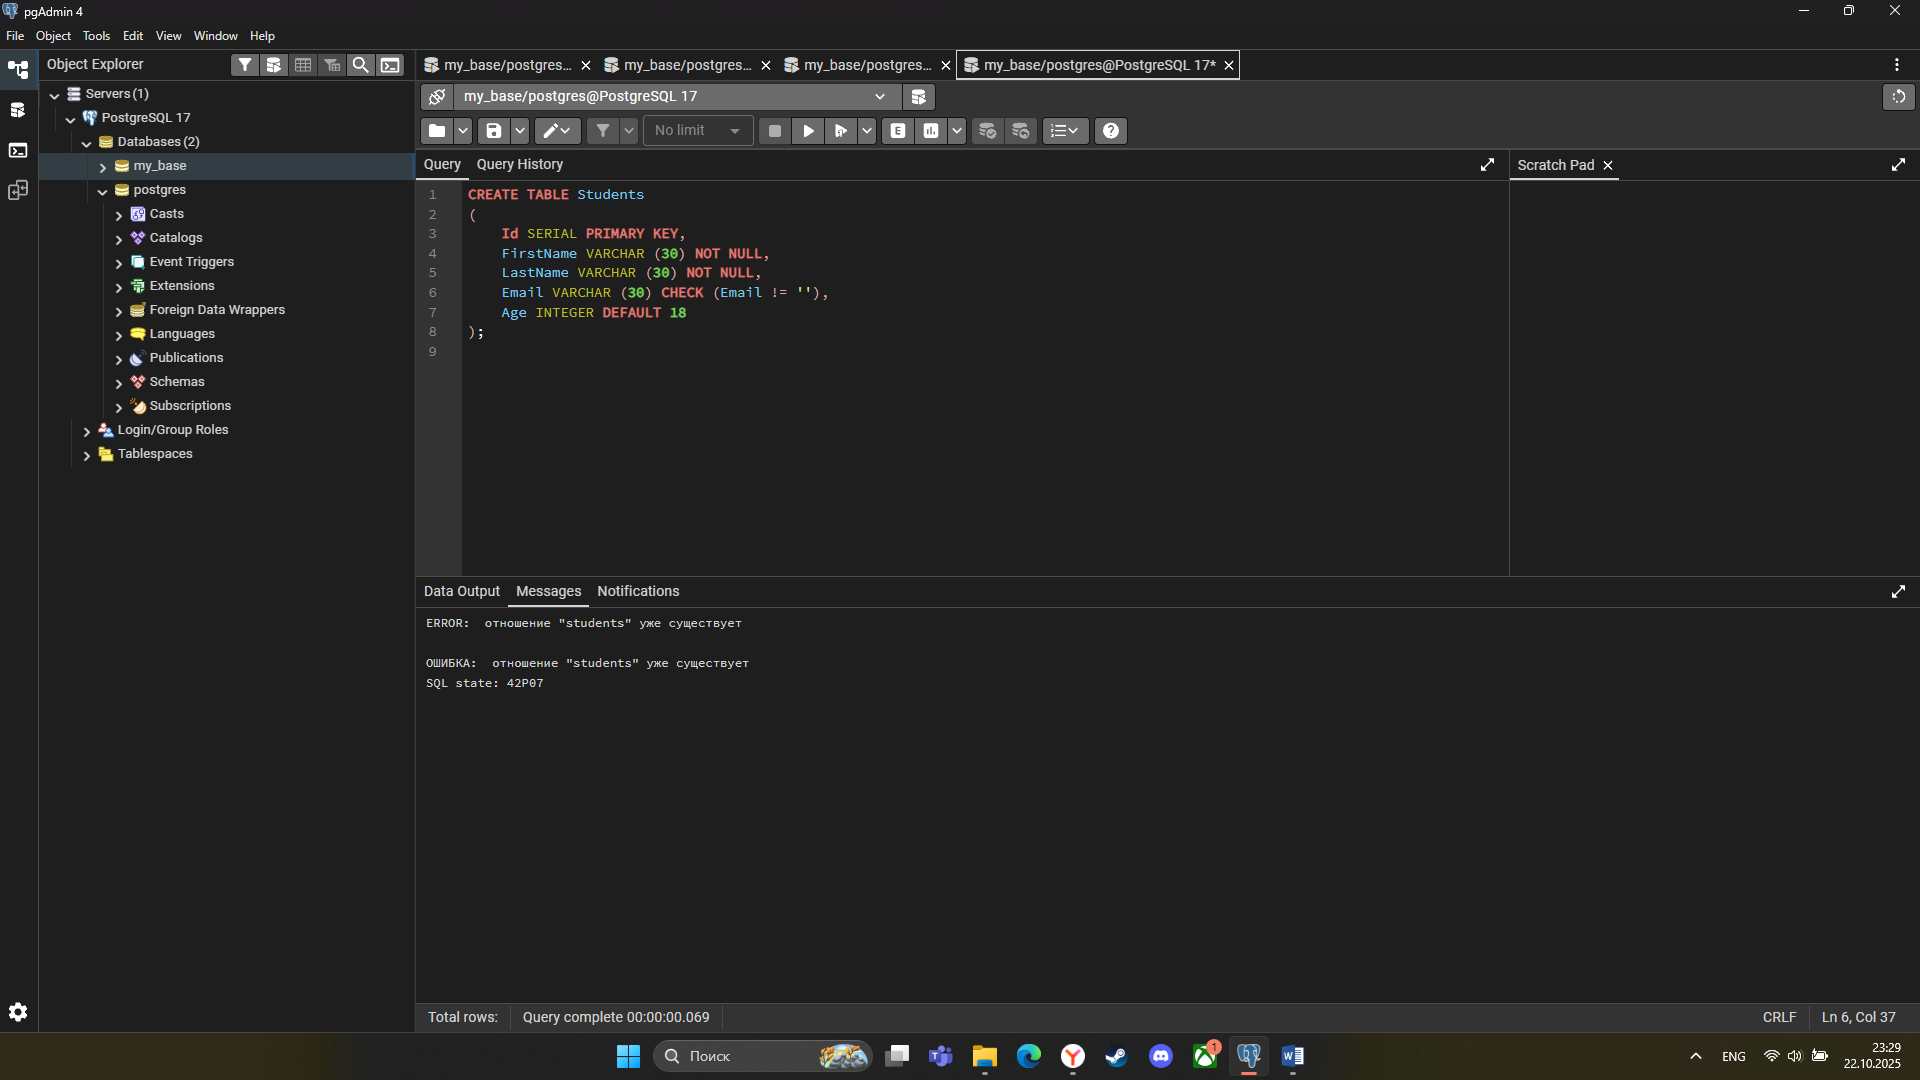 pgAdmin 4
File Object Tools Edit View Window Help
Object Explorer
my_base/postgres... my_base/postgres... my_base/postgres... my_base/postgres@PostgreSQL 17*
Servers (1)
PostgreSQL 17
Databases (2)
my_base
postgres
Casts
Catalogs
Event Triggers
Extensions
Foreign Data Wrappers
Languages
Publications
Schemas
Subscriptions
Login/Group Roles
Tablespaces
my_base/postgres@PostgreSQL 17
No limit
E
Query Query History
Scratch Pad
1 CREATE TABLE Students
2 (
3 Id SERIAL PRIMARY KEY,
4 FirstName VARCHAR (30) NOT NULL,
5 LastName VARCHAR (30) NOT NULL,
6 Email VARCHAR (30) CHECK (Email != ''),
7 Age INTEGER DEFAULT 18
8 );
9
Data Output Messages Notifications
ERROR: отношение "students" уже существует
ОШИБКА: отношение "students" уже существует
SQL state: 42P07
Total rows: Query complete 00:00:00.069 CRLF Ln 6, Col 37
Поиск
1
ENG
23:29
22.10.2025